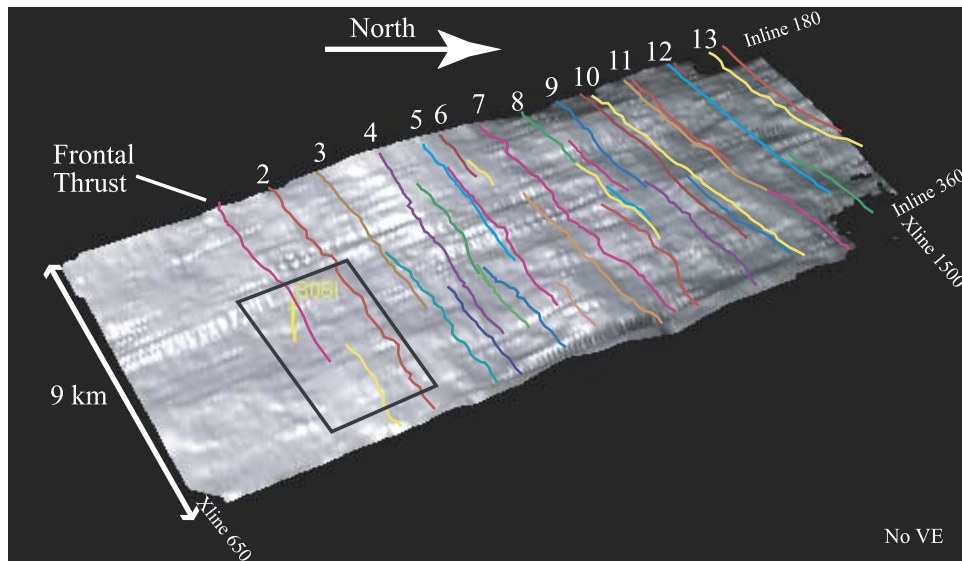 North
Inline 180
13
12
11
10
9
8
7
6
5
4
3
2
Frontal
Thrust
Inline 360
Xline 1500
9 km
Xline 650
No VE